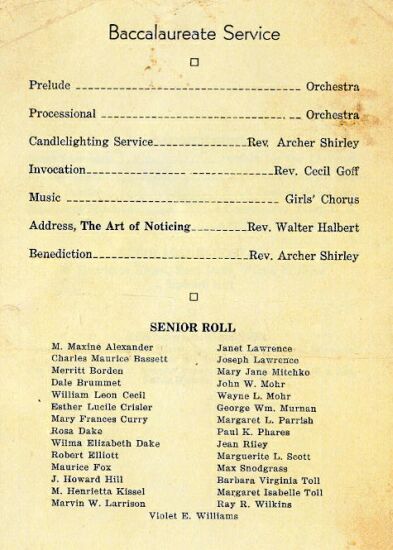 Baccalaureate Service
Prelude Orchestra
Processional Orchestra
Candlelighting Service Rev. Archer Shirley
Invocation Rev. Cecil Goff
Music Girls' Chorus
Address, The Art of Noticing Rev. Walter Halbert
Benediction Rev. Archer Shirley
SENIOR ROLL
M. Maxine Alexander
Charles Maurice Bassett
Merritt Borden
Dale Brummet
William Leon Cecil
Esther Lucile Crisler
Mary Frances Curry
Rosa Dake
Wilma Elizabeth Dake
Robert Elliott
Maurice Fox
J. Howard Hill
M. Henrietta Kissel
Marvin W. Larrison
Janet Lawrence
Joseph Lawrence
Mary Jane Mitchko
John W. Mohr
Wayne L. Mohr
George Wm. Murnan
Margaret L. Parrish
Paul K. Phares
Jean Riley
Marguerite L. Scott
Max Snodgrass
Barbara Virginia Toll
Margaret Isabelle Toll
Ray R. Wilkins
Violet E. Williams